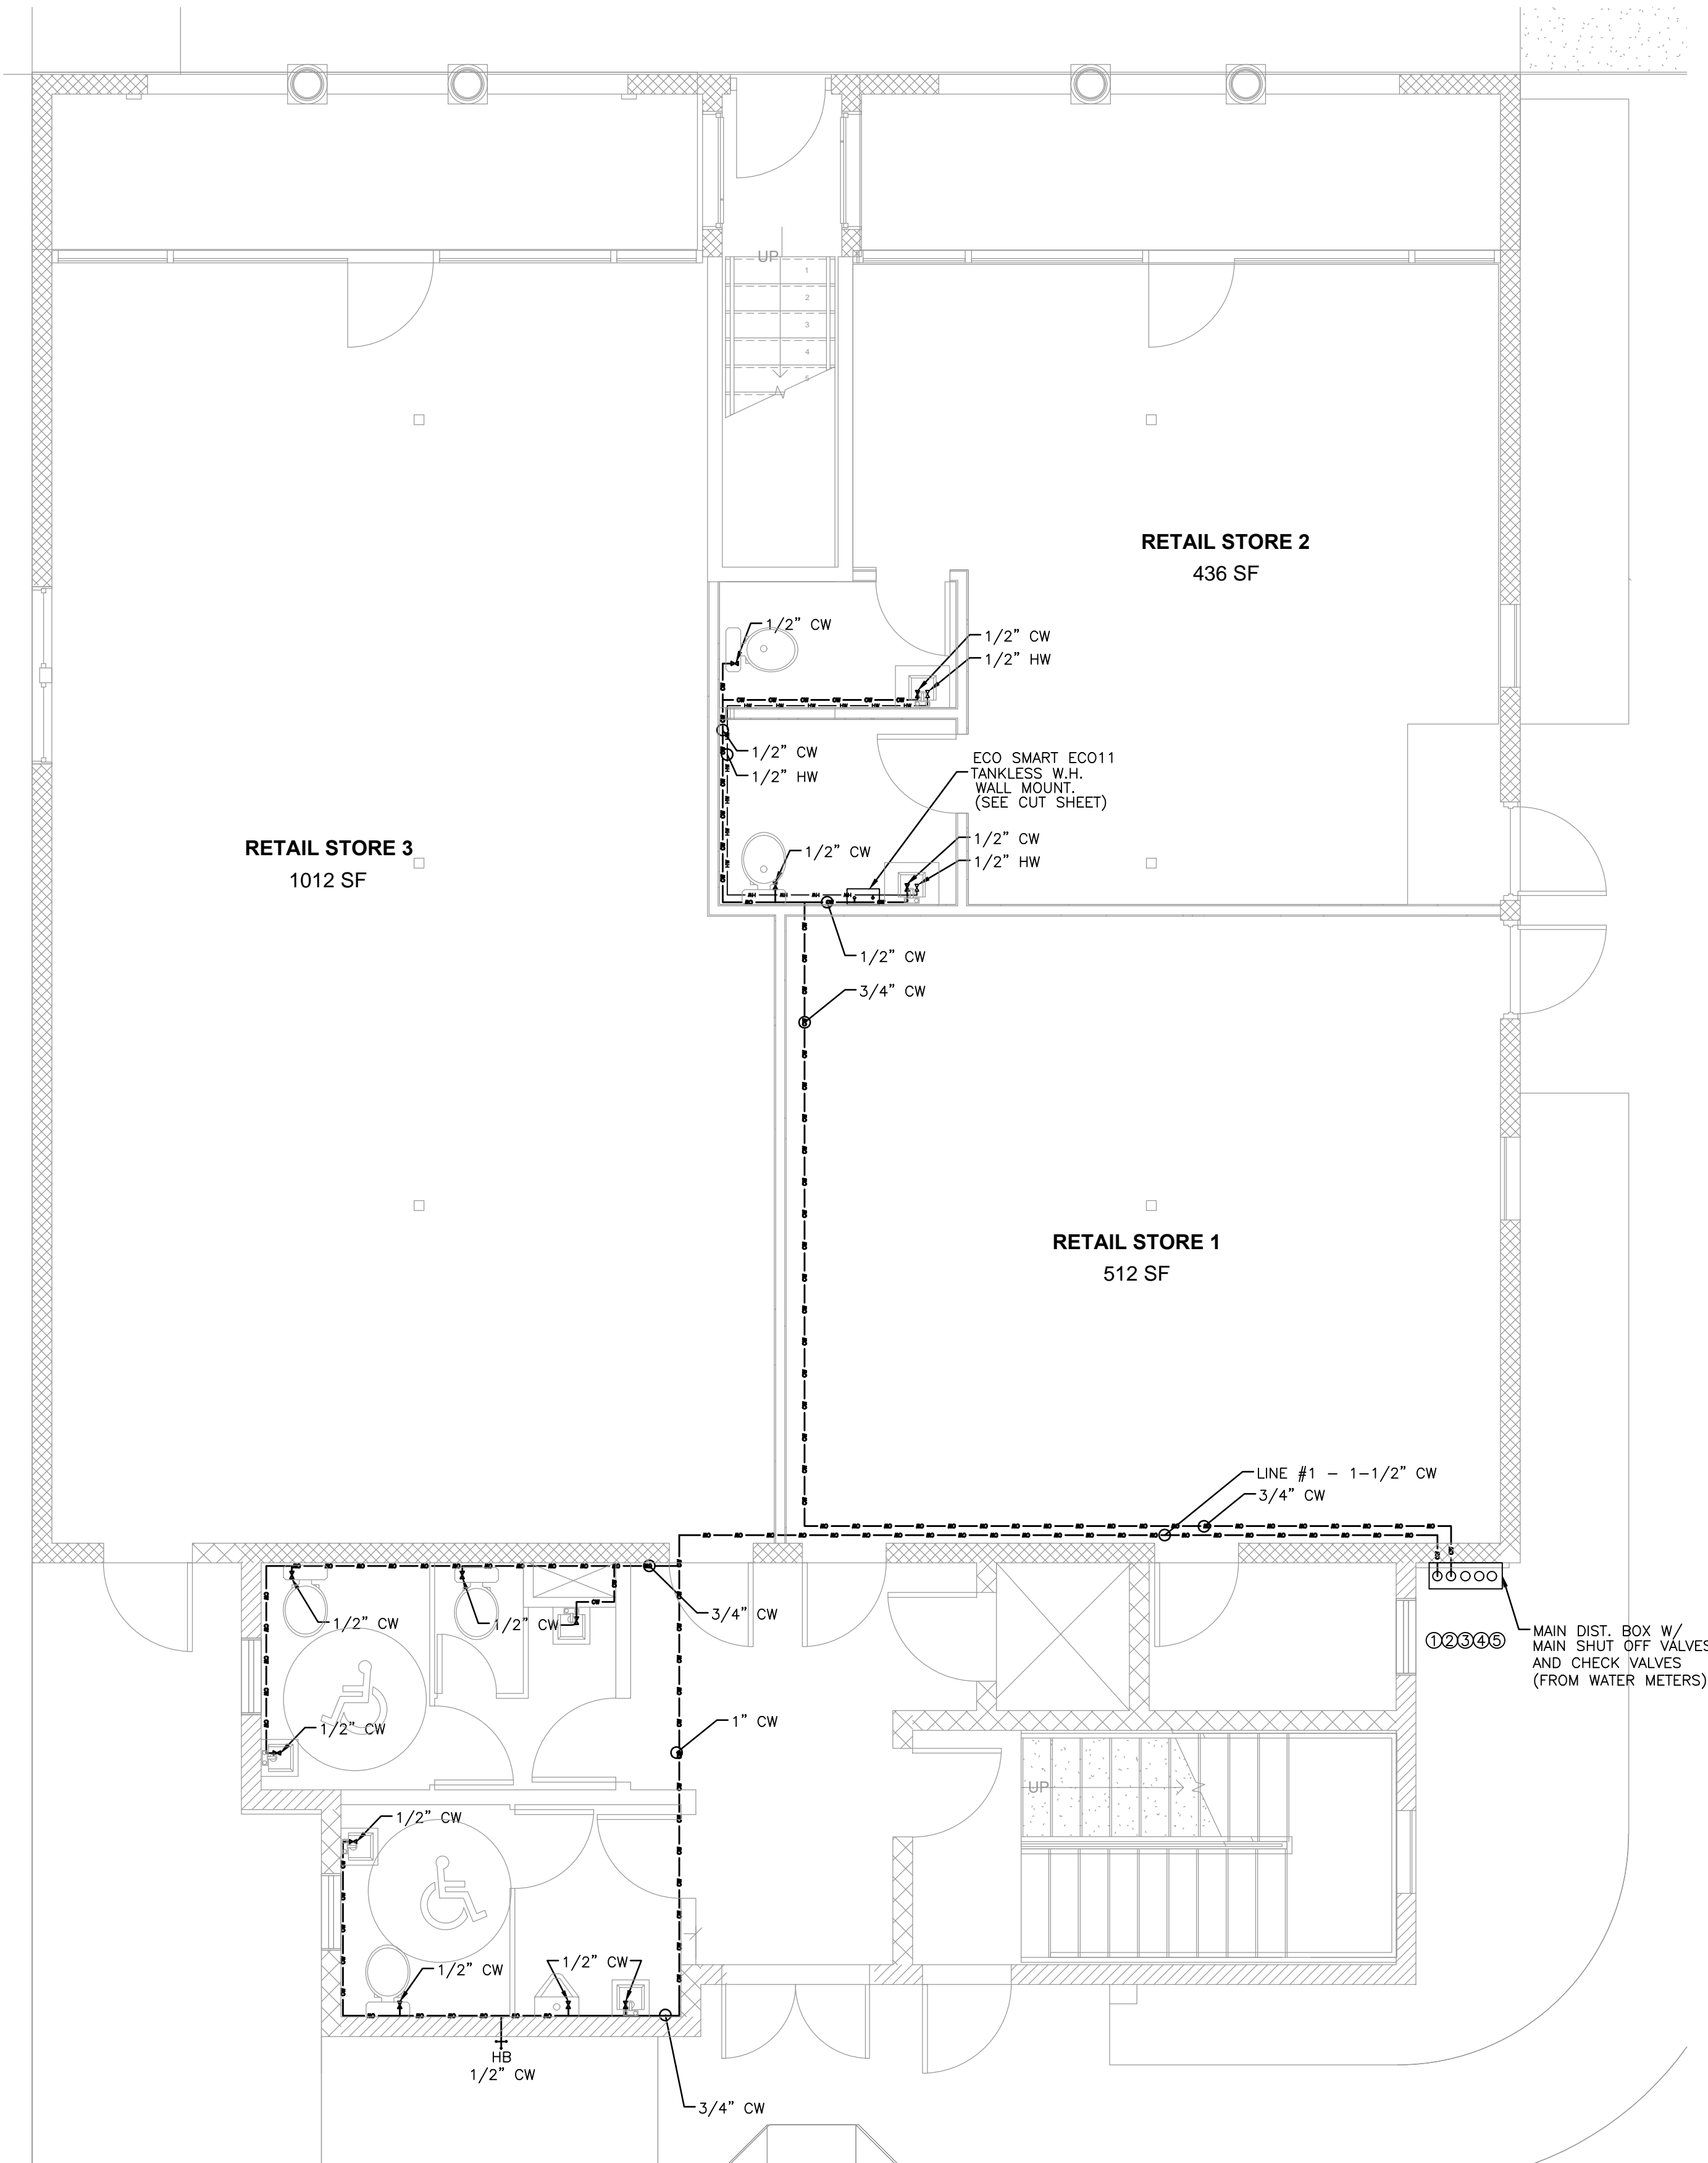 UP
1
2
3
4
5
RETAIL STORE 2
436 SF
1/2” CW
1/2” CW
1/2” HW
1/2” CW
1/2” HW
ECO SMART ECO11
TANKLESS W.H.
WALL MOUNT.
(SEE CUT SHEET)
1/2” CW
1/2” CW
1/2” HW
RETAIL STORE 3
1012 SF
1/2” CW
3/4” CW
RETAIL STORE 1
512 SF
LINE #1 – 1–1/2” CW
3/4” CW
1/2” CW
1/2” CW
3/4” CW
①②③④⑤
MAIN DIST. BOX W/
MAIN SHUT OFF VALVES
AND CHECK VALVES
(FROM WATER METERS)
1/2” CW
1” CW
UP
1/2” CW
1/2” CW
1/2” CW
HB
1/2” CW
3/4” CW